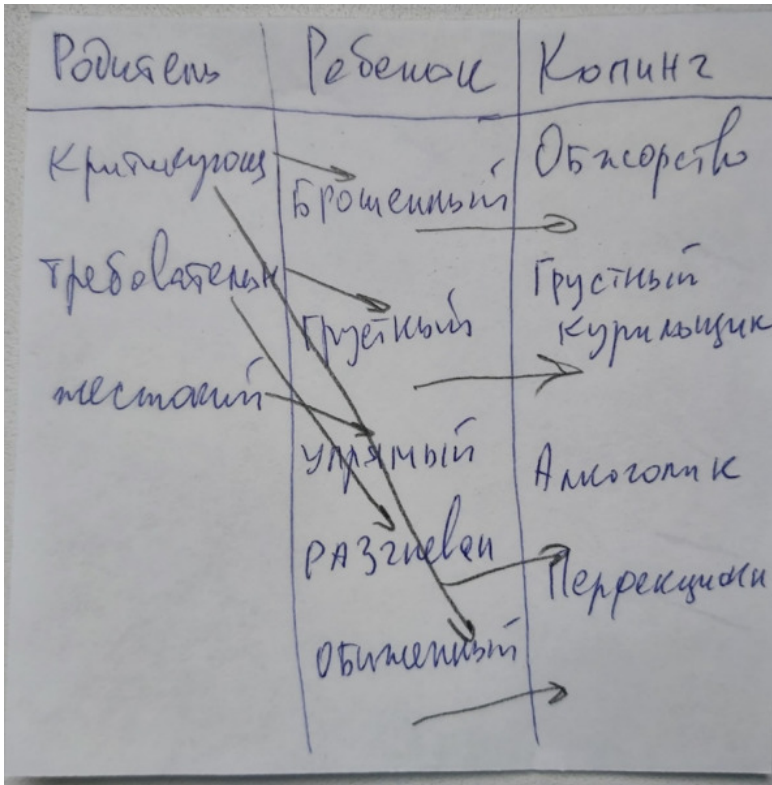 Родитель Ребенок Копинг
Критикующ Обжорство
Брошенный
требовательн Грустный
Грустный курильщик
жестокий
упрямый Алкоголик
РАЗгневан Перфекциони
Обиженный